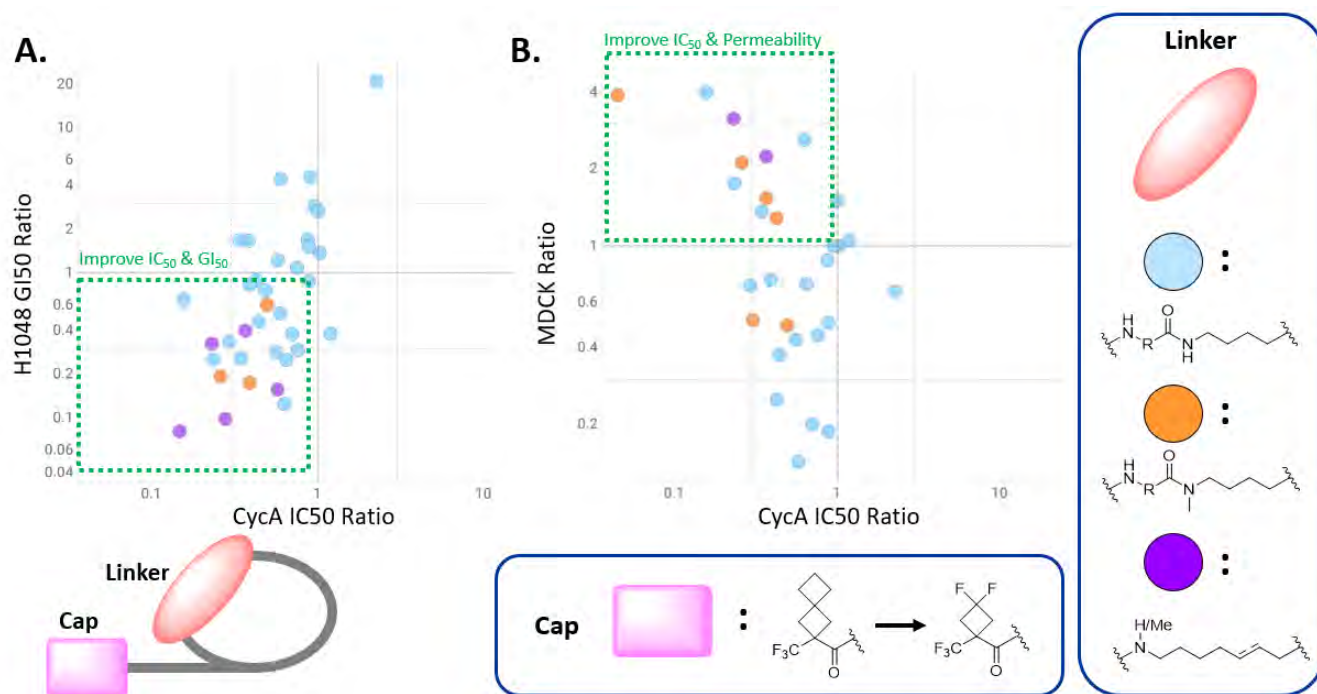 A.
Improve IC50 & GI50
H1048 GI50 Ratio
20
10
6
4
2
1
0.6
0.4
0.2
0.1
0.06
0.04
0.1
1
10
CycA IC50 Ratio
B.
Improve IC50 & Permeability
MDCK Ratio
4
2
1
0.6
0.4
0.2
0.1
1
10
CycA IC50 Ratio
Linker
:
H
N
R
O
N
H
:
H
N
R
O
N
:
H/Me
N
Linker
Cap
Cap
:
F3C
O
F
F
F3C
O